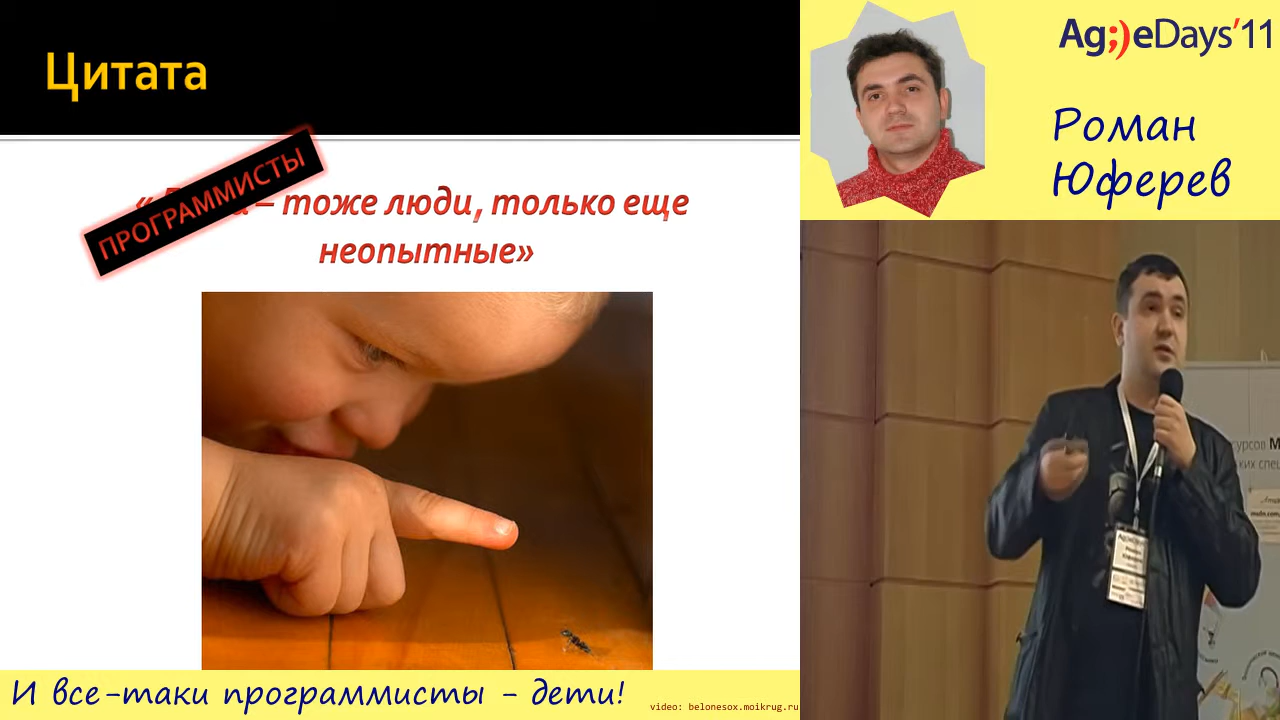 Цитата
ПРОГРАММИСТЫ
– тоже люди, только еще
неопытные»
Ag;)eDays'11
Роман
Юферев
И все-таки программисты - дети!
video: belonesox.moikrug.ru